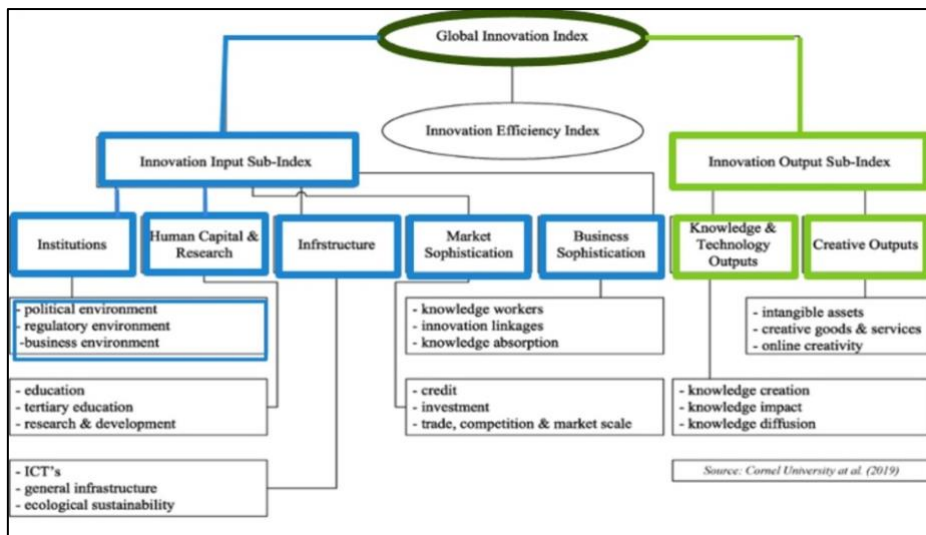 Global Innovation Index
Innovation Efficiency Index
Innovation Input Sub-Index
Innovation Output Sub-Index
Institutions
Human Capital &
Research
Infrstructure
Market
Sophistication
Business
Sophistication
Knowledge &
Technology
Outputs
Creative Outputs
- political environment
- regulatory environment
-business environment
- knowledge workers
- innovation linkages
- knowledge absorption
- intangible assets
- creative goods & services
- online creativity
- education
- tertiary education
- research & development
- credit
- investment
- trade, competition & market scale
- knowledge creation
- knowledge impact
- knowledge diffusion
- ICT's
- general infrastructure
- ecological sustainability
Source: Cornel University at al. (2019)